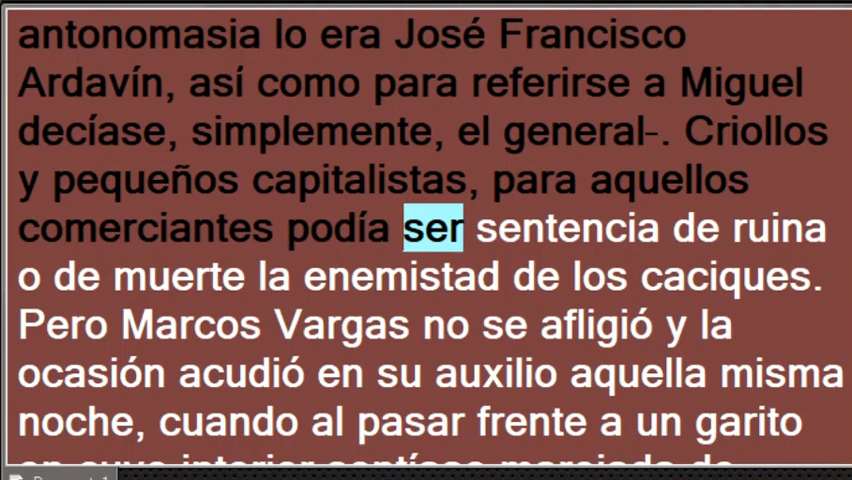 antonomasia lo era José Francisco
Ardavín, así como para referirse a Miguel
decíase, simplemente, el general-. Criollos
y pequeños capitalistas, para aquellos
comerciantes podía ser sentencia de ruina
o de muerte la enemistad de los caciques.
Pero Marcos Vargas no se afligió y la
ocasión acudió en su auxilio aquella misma
noche, cuando al pasar frente a un garito